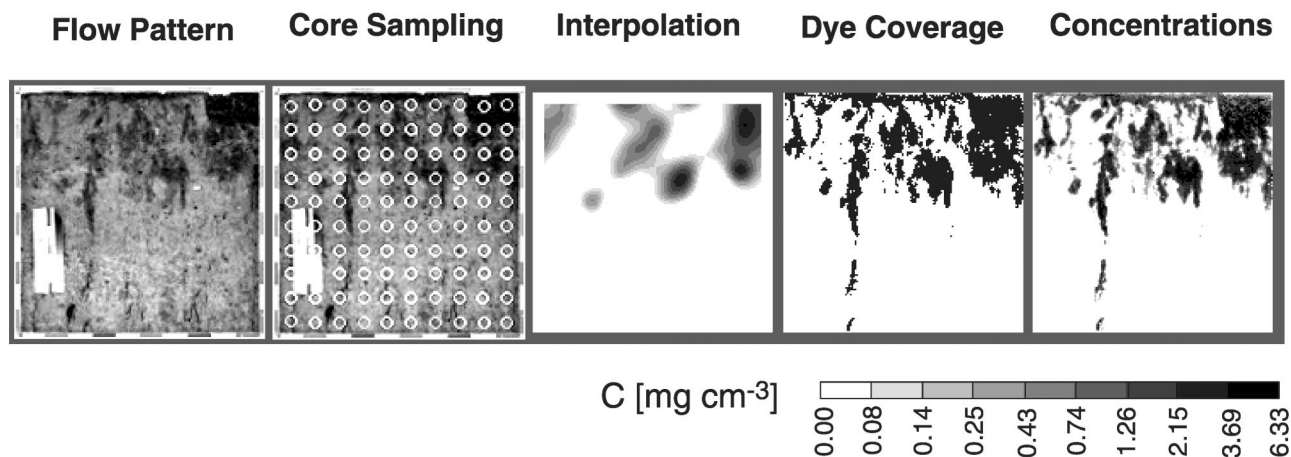 Flow Pattern Core Sampling Interpolation Dye Coverage Concentrations
C [mg cm-3]
0.00 0.08 0.14 0.25 0.43 0.74 1.26 2.15 3.69 6.33